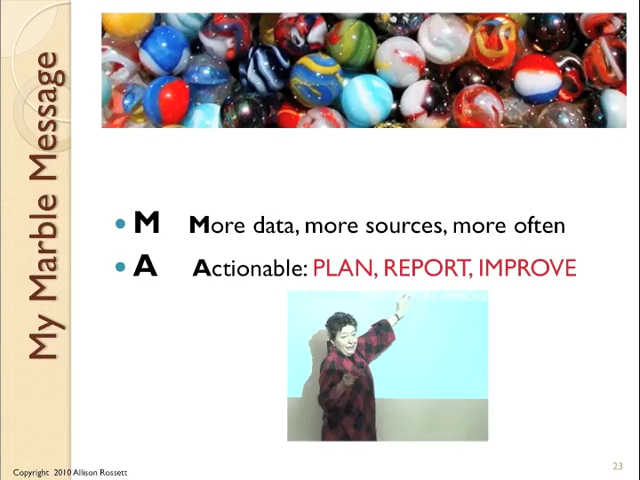 My Marble Message
M More data, more sources, more often
A Actionable: PLAN, REPORT, IMPROVE
Copyright 2010 Allison Rossett
23